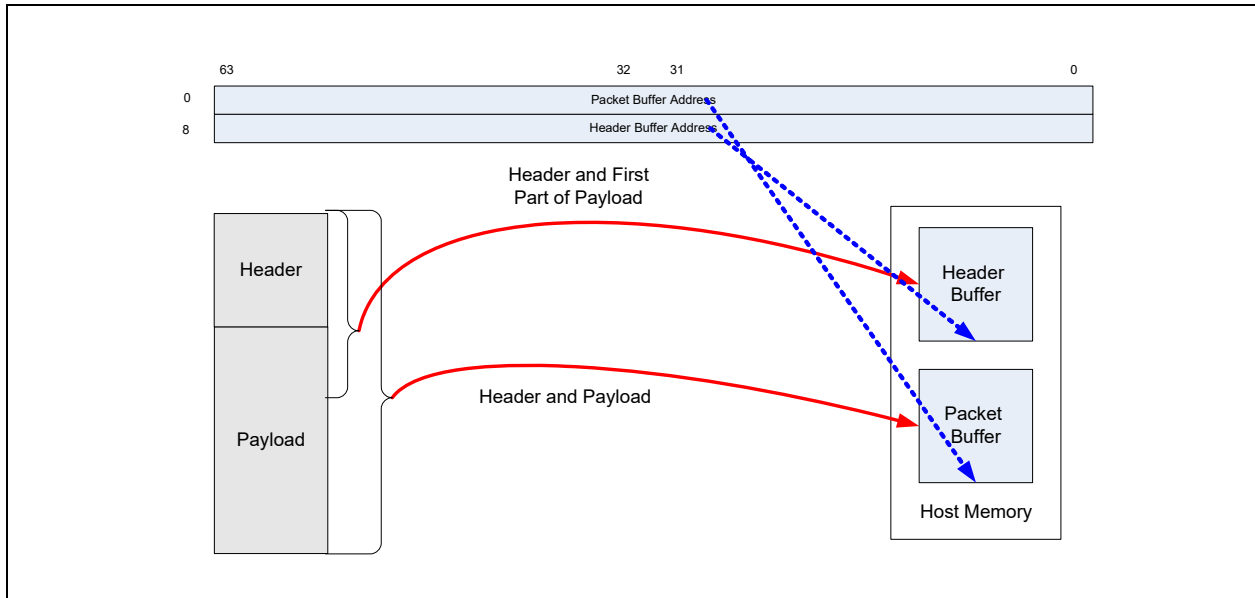 63
32
31
0
0
Packet Buffer Address
8
Header Buffer Address
Header and First
Part of Payload
Header
Header
Buffer
Header and Payload
Payload
Packet
Buffer
Host Memory